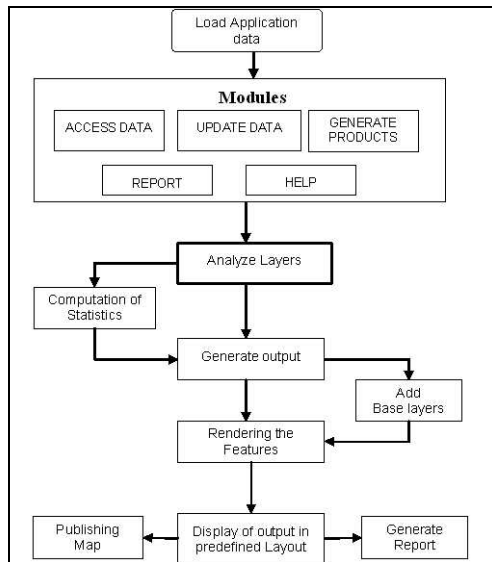 Load Application
data
Modules
ACCESS DATA
UPDATE DATA
GENERATE
PRODUCTS
REPORT
HELP
Analyze Layers
Computation of
Statistics
Generate output
Add
Base layers
Rendering the
Features
Publishing
Map
Display of output in
predefined Layout
Generate
Report